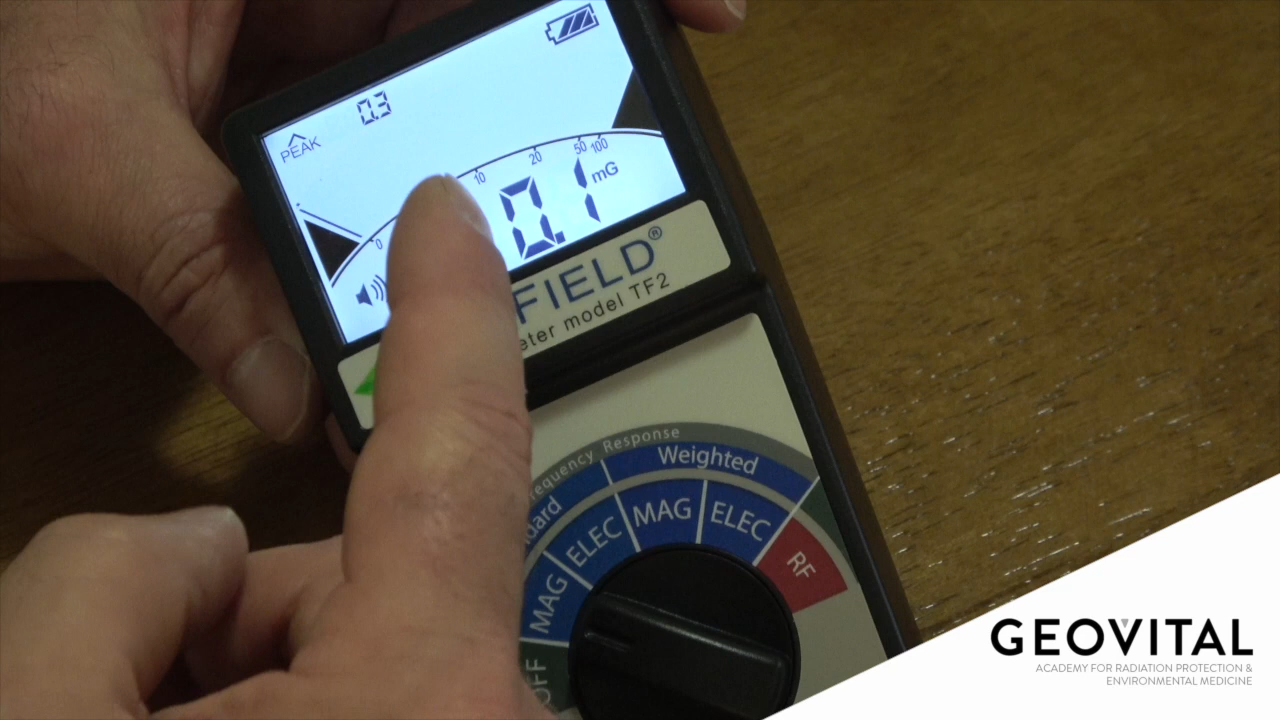 0.3
PEAK
0 10 20 50 100
0.1 mG
FIELD®
eter model TF2
equency Response
dard Weighted
MAG ELEC MAG ELEC RF
OFF
GEOVITAL
ACADEMY FOR RADIATION PROTECTION &
ENVIRONMENTAL MEDICINE